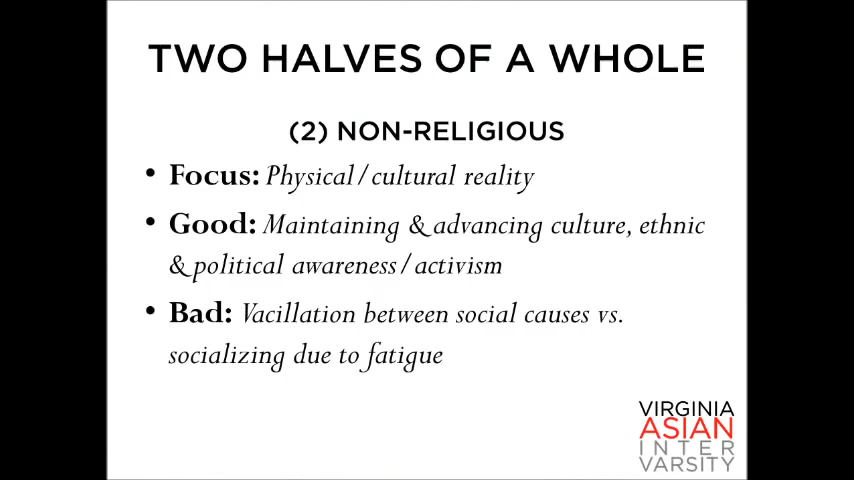 TWO HALVES OF A WHOLE
(2) NON-RELIGIOUS
• Focus: Physical/cultural reality
• Good: Maintaining & advancing culture, ethnic
& political awareness/activism
• Bad: Vacillation between social causes vs.
socializing due to fatigue
VIRGINIA
ASIAN
INTER
VARSITY